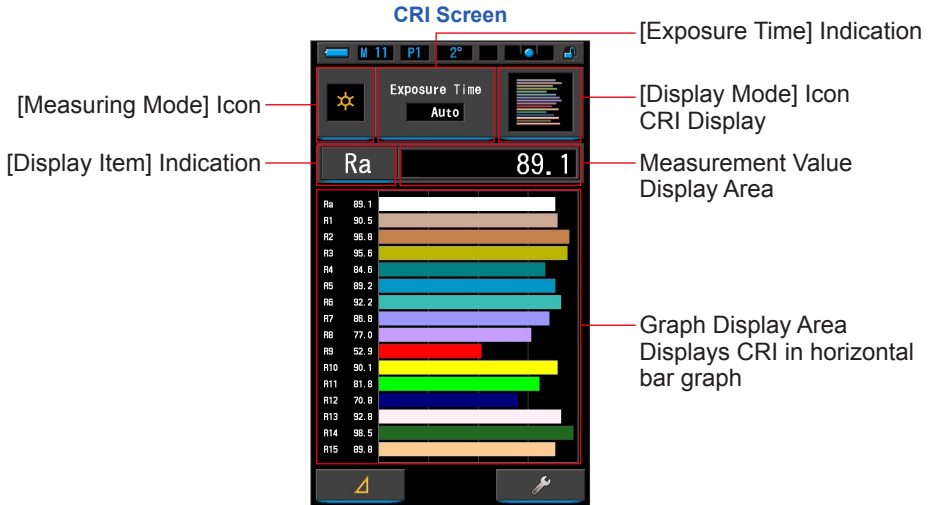 CRI Screen
[Exposure Time] Indication
M 11 P1 2°
[Measuring Mode] Icon
Exposure Time
Auto
[Display Mode] Icon
CRI Display
[Display Item] Indication
Ra 89.1
Measurement Value
Display Area
Ra 89.1
R1 90.5
R2 96.8
R3 95.6
R4 84.6
R5 89.2
R6 92.2
R7 86.8
R8 77.0
R9 52.9
R10 90.1
R11 81.8
R12 70.8
R13 92.8
R14 98.5
R15 89.8
Graph Display Area
Displays CRI in horizontal
bar graph